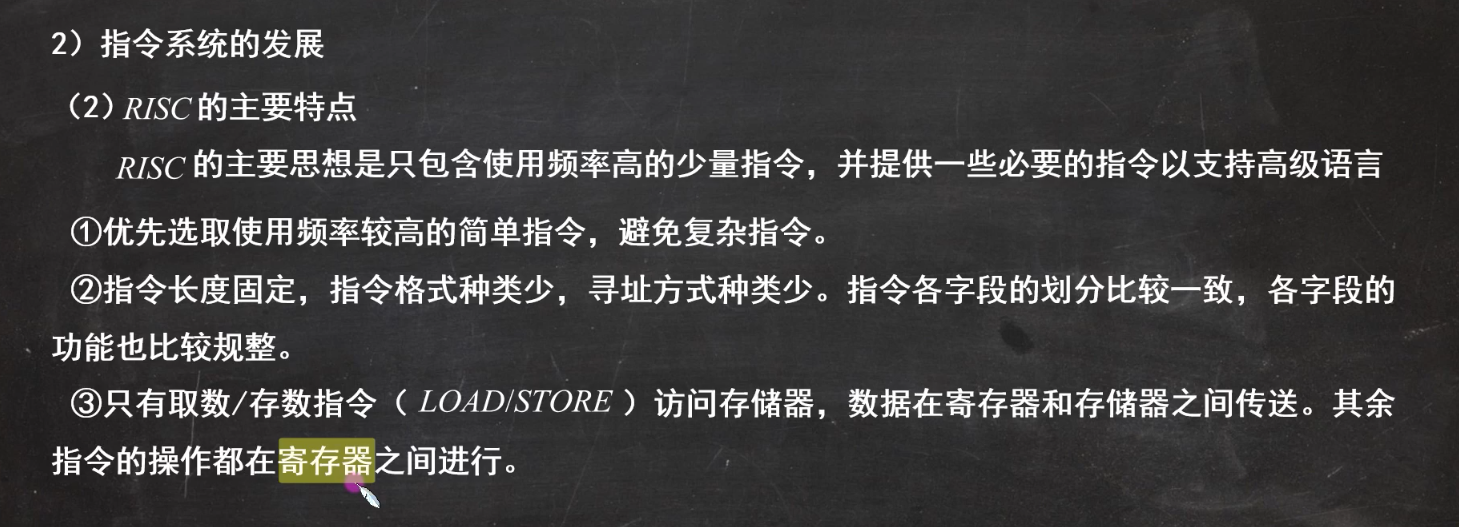 2）指令系统的发展
（2）RISC的主要特点
RISC的主要思想是只包含使用频率高的少量指令，并提供一些必要的指令以支持高级语言
①优先选取使用频率较高的简单指令，避免复杂指令。
②指令长度固定，指令格式种类少，寻址方式种类少。指令各字段的划分比较一致，各字段的
功能也比较规整。
③只有取数/存数指令（LOAD/STORE）访问存储器，数据在寄存器和存储器之间传送。其余
指令的操作都在寄存器之间进行。